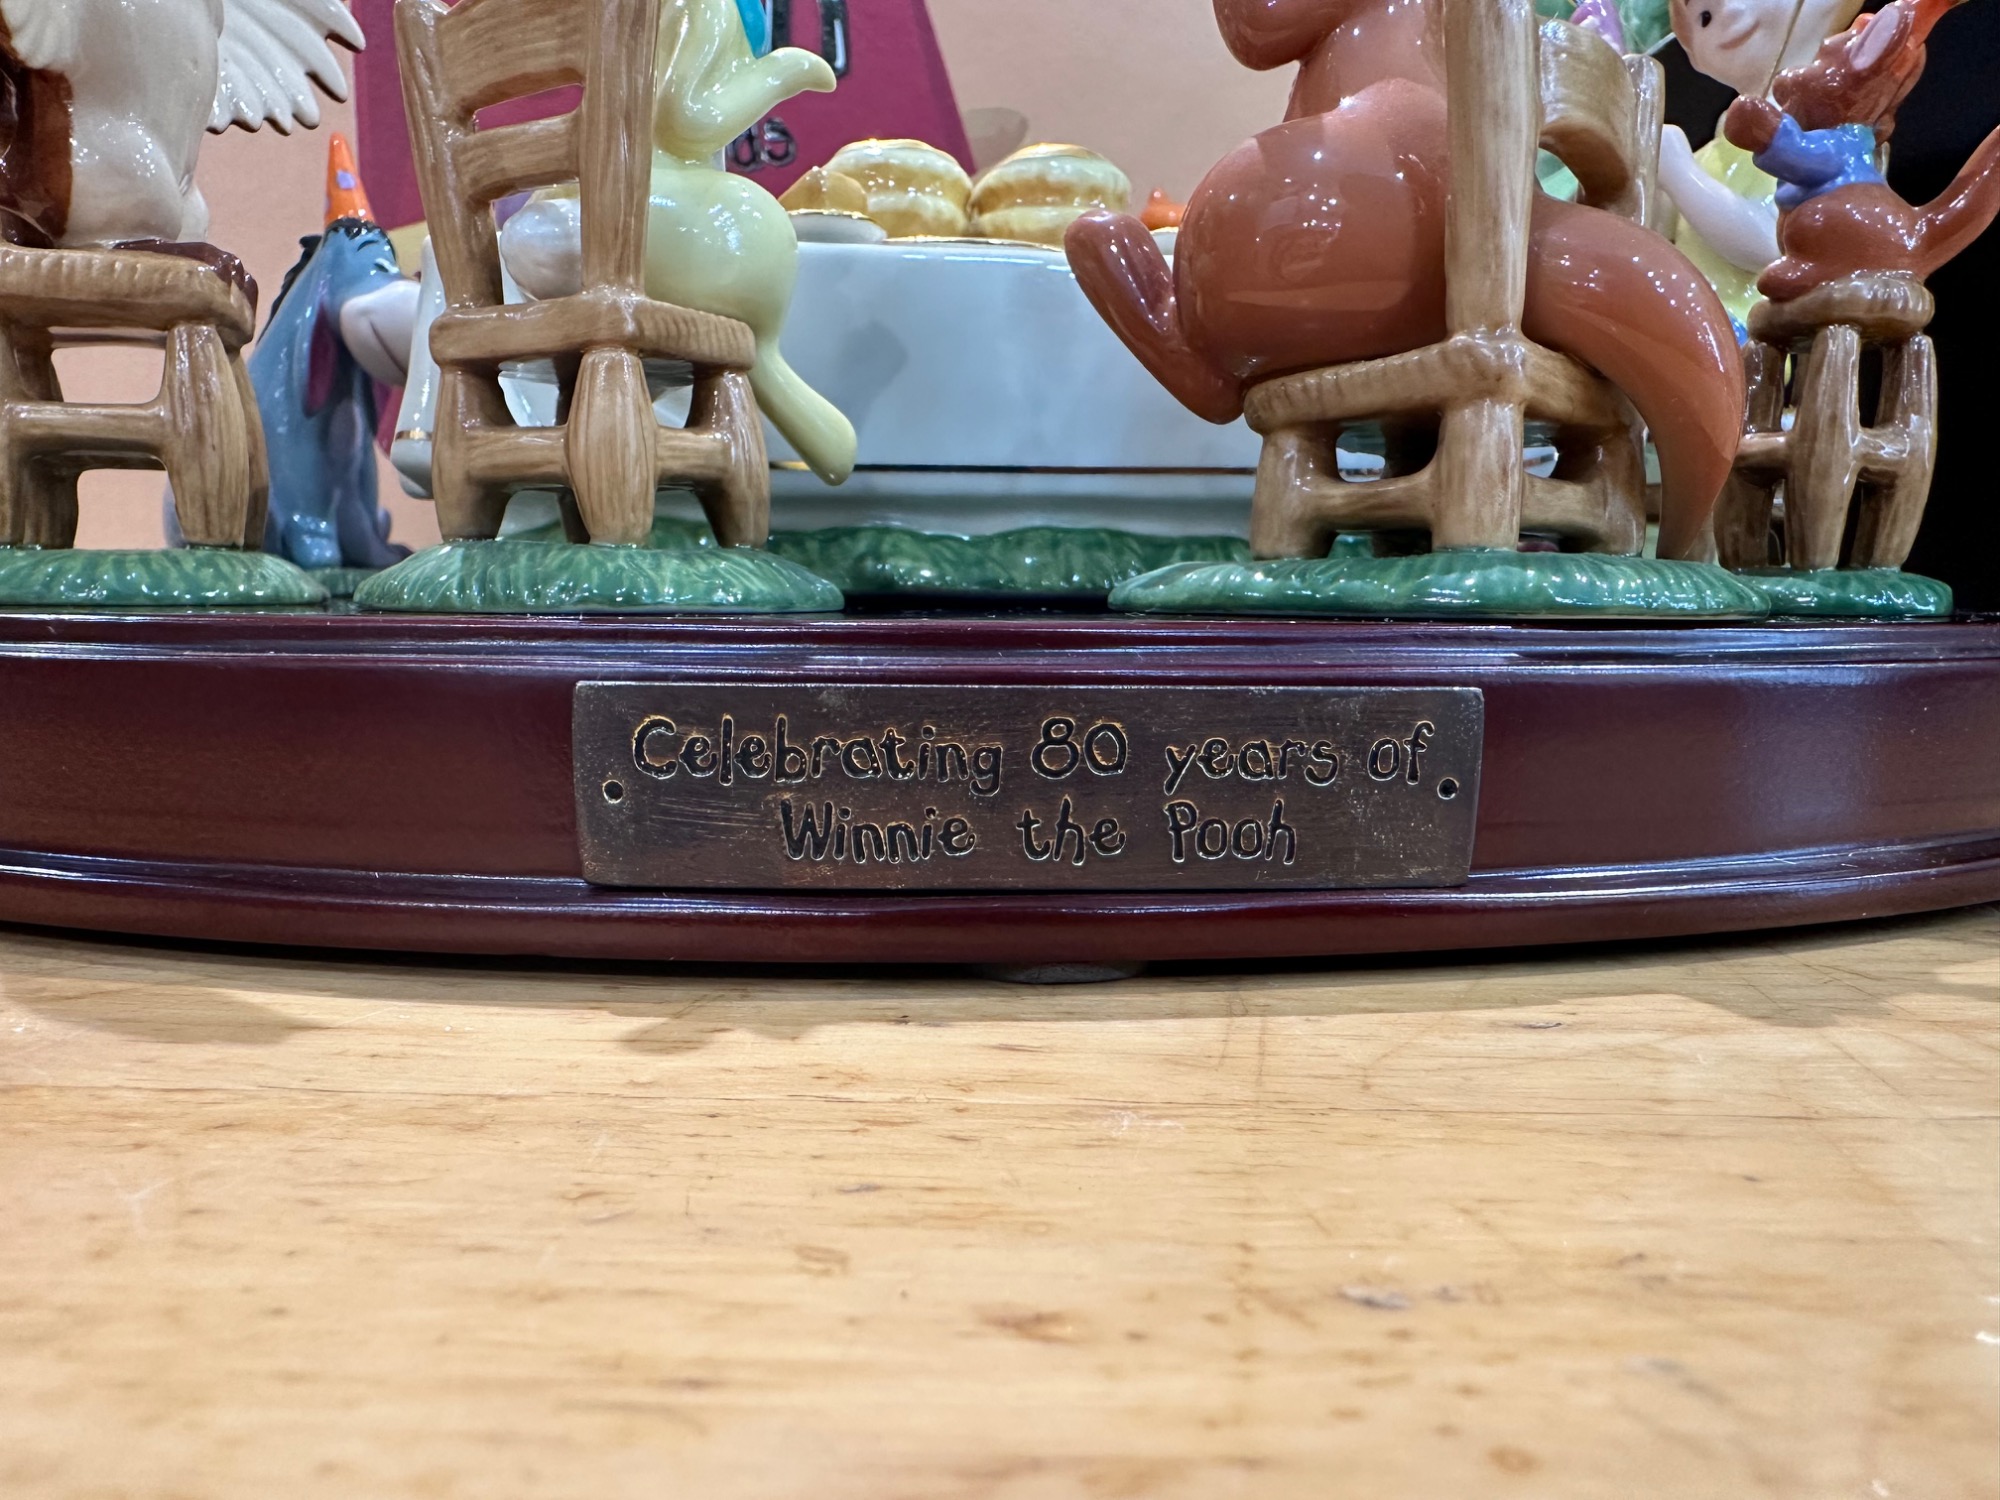 Celebrating 80 years of
Winnie the Pooh